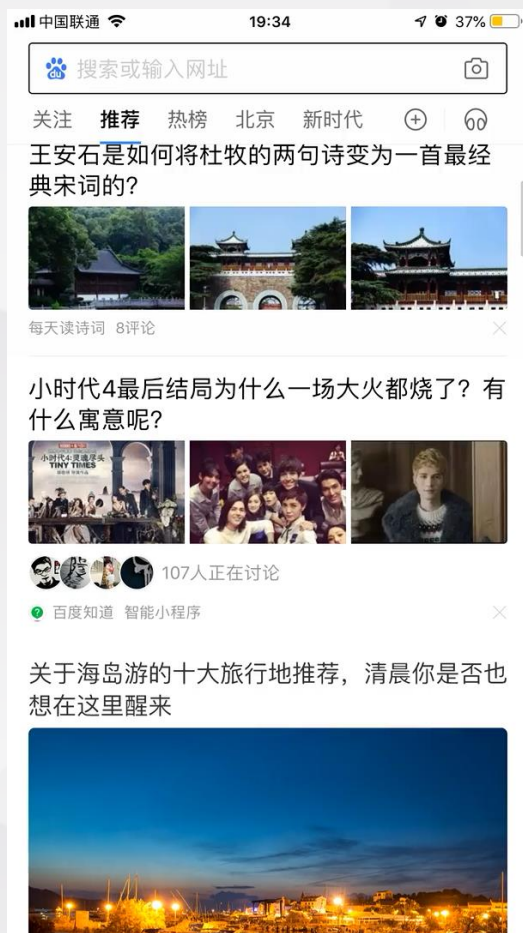 中国联通 19:34 37%
du 搜索或输入网址
关注 推荐 热榜 北京 新时代
王安石是如何将杜牧的两句诗变为一首最经
典宋词的?
每天读诗词 8评论
小时代4最后结局为什么一场大火都烧了？有
什么寓意呢?
小时代4:灵魂尽头
TINY TIMES
107人正在讨论
百度知道 智能小程序
关于海岛游的十大旅行地推荐，清晨你是否也
想在这里醒来